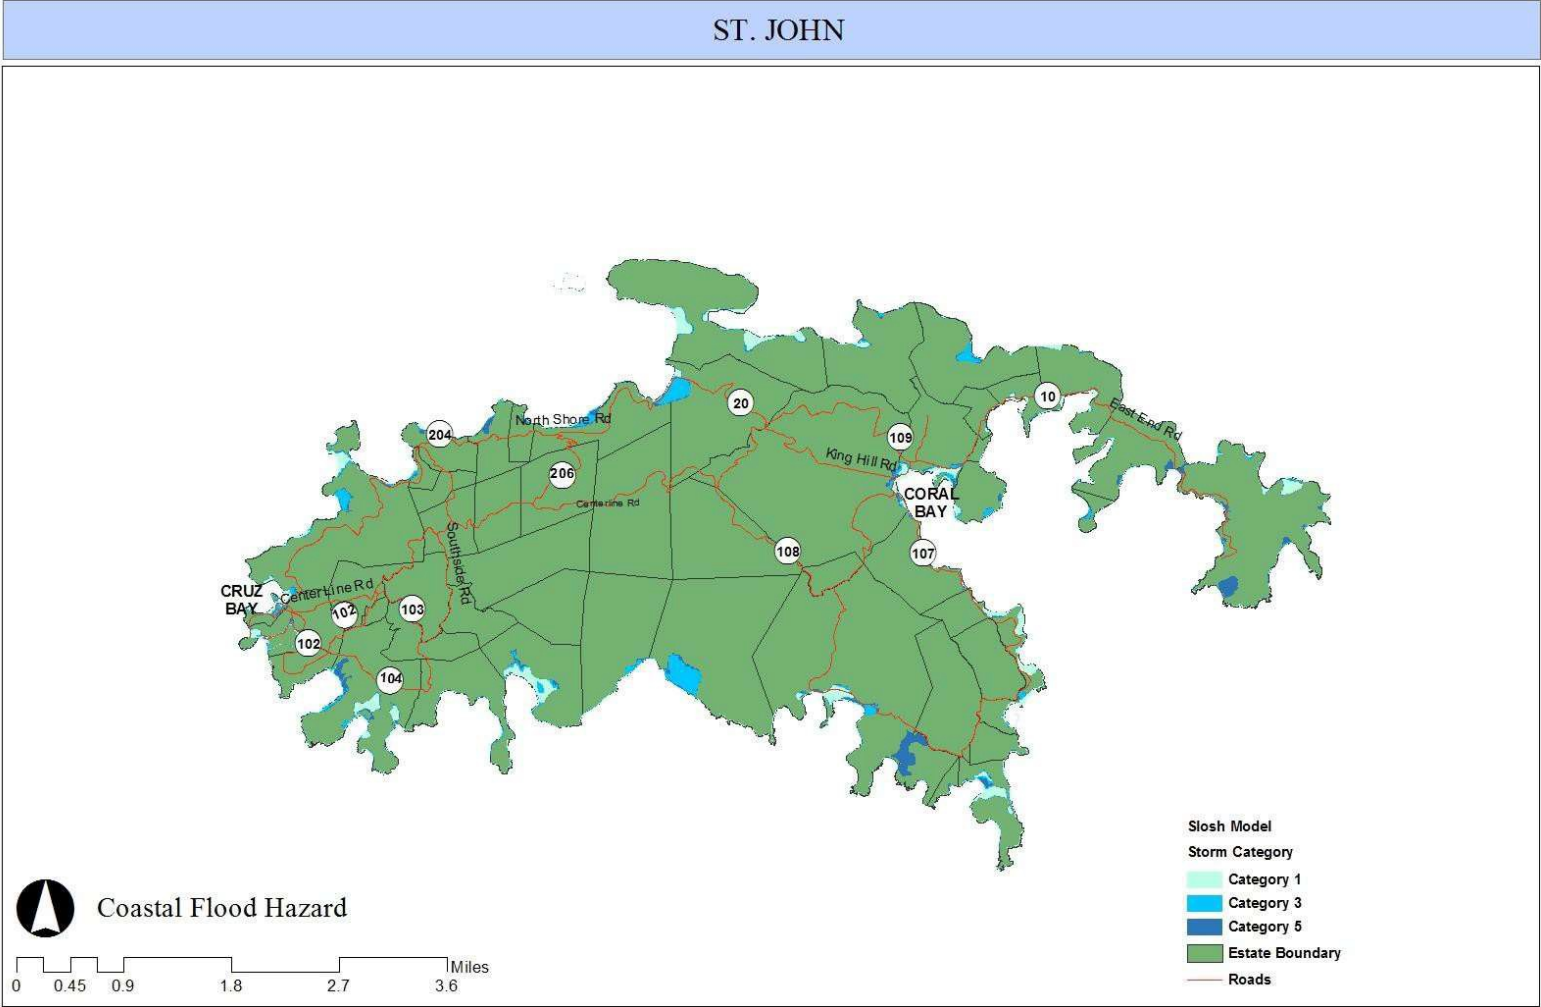 ST. JOHN
10
20
North Shore Rd
East End Rd
204
109
King Hill Rd
206
CORAL
BAY
Centerline Rd
Southside Rd
108
107
CRUZ
BAY
CenterLine Rd
102
103
102
104
Slosh Model
Storm Category
Category 1
Category 3
Category 5
Estate Boundary
Roads
Coastal Flood Hazard
Miles
0 0.45 0.9 1.8 2.7 3.6